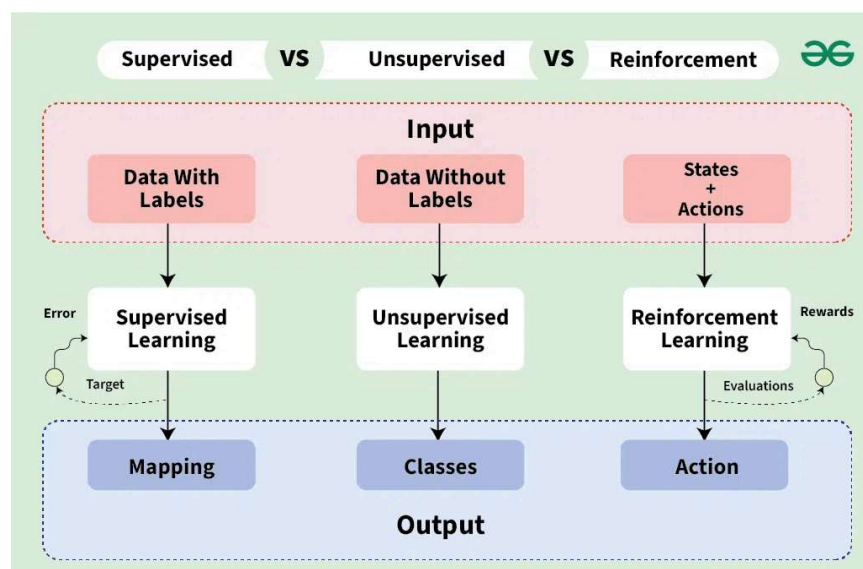 Supervised VS Unsupervised VS Reinforcement
Input
Data With
Labels
Data Without
Labels
States
+
Actions
Error
Supervised
Learning
Target
Unsupervised
Learning
Reinforcement
Learning
Rewards
Evaluations
Mapping
Classes
Action
Output